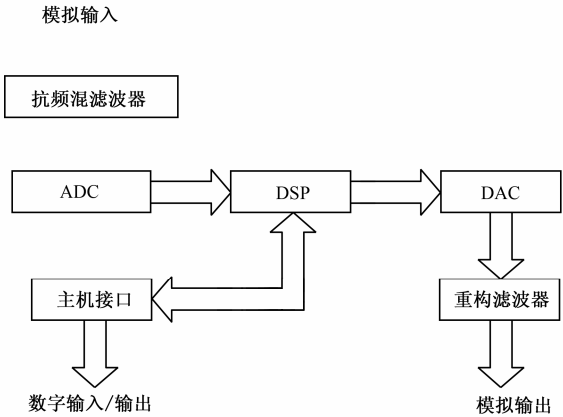 模拟输入
抗频混滤波器
ADC
DSP
DAC
主机接口
重构滤波器
数字输入/输出
模拟输出